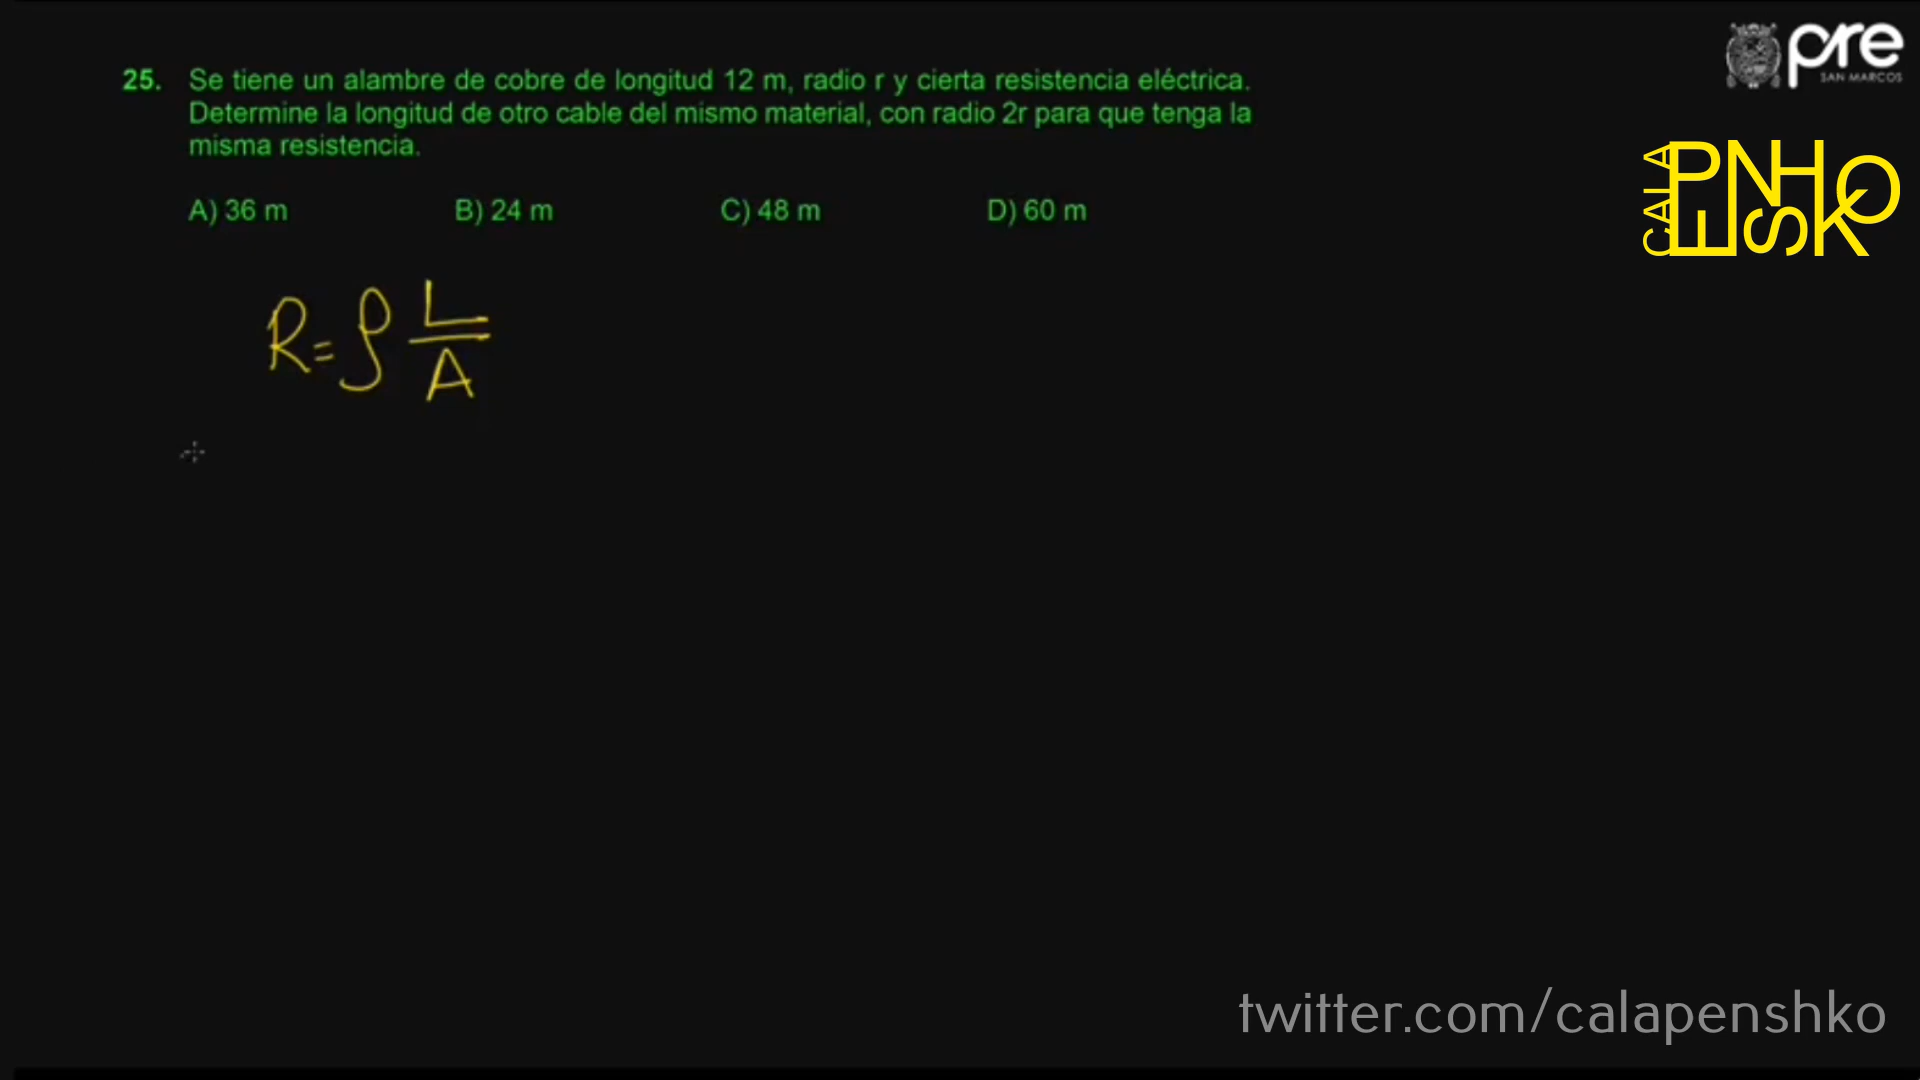 pre
SAN MARCOS
25. Se tiene un alambre de cobre de longitud 12 m, radio r y cierta resistencia eléctrica.
Determine la longitud de otro cable del mismo material, con radio 2r para que tenga la
misma resistencia.
A) 36 m B) 24 m C) 48 m D) 60 m
CALA PENSHKO
R = ρ L/A
twitter.com/calapenshko